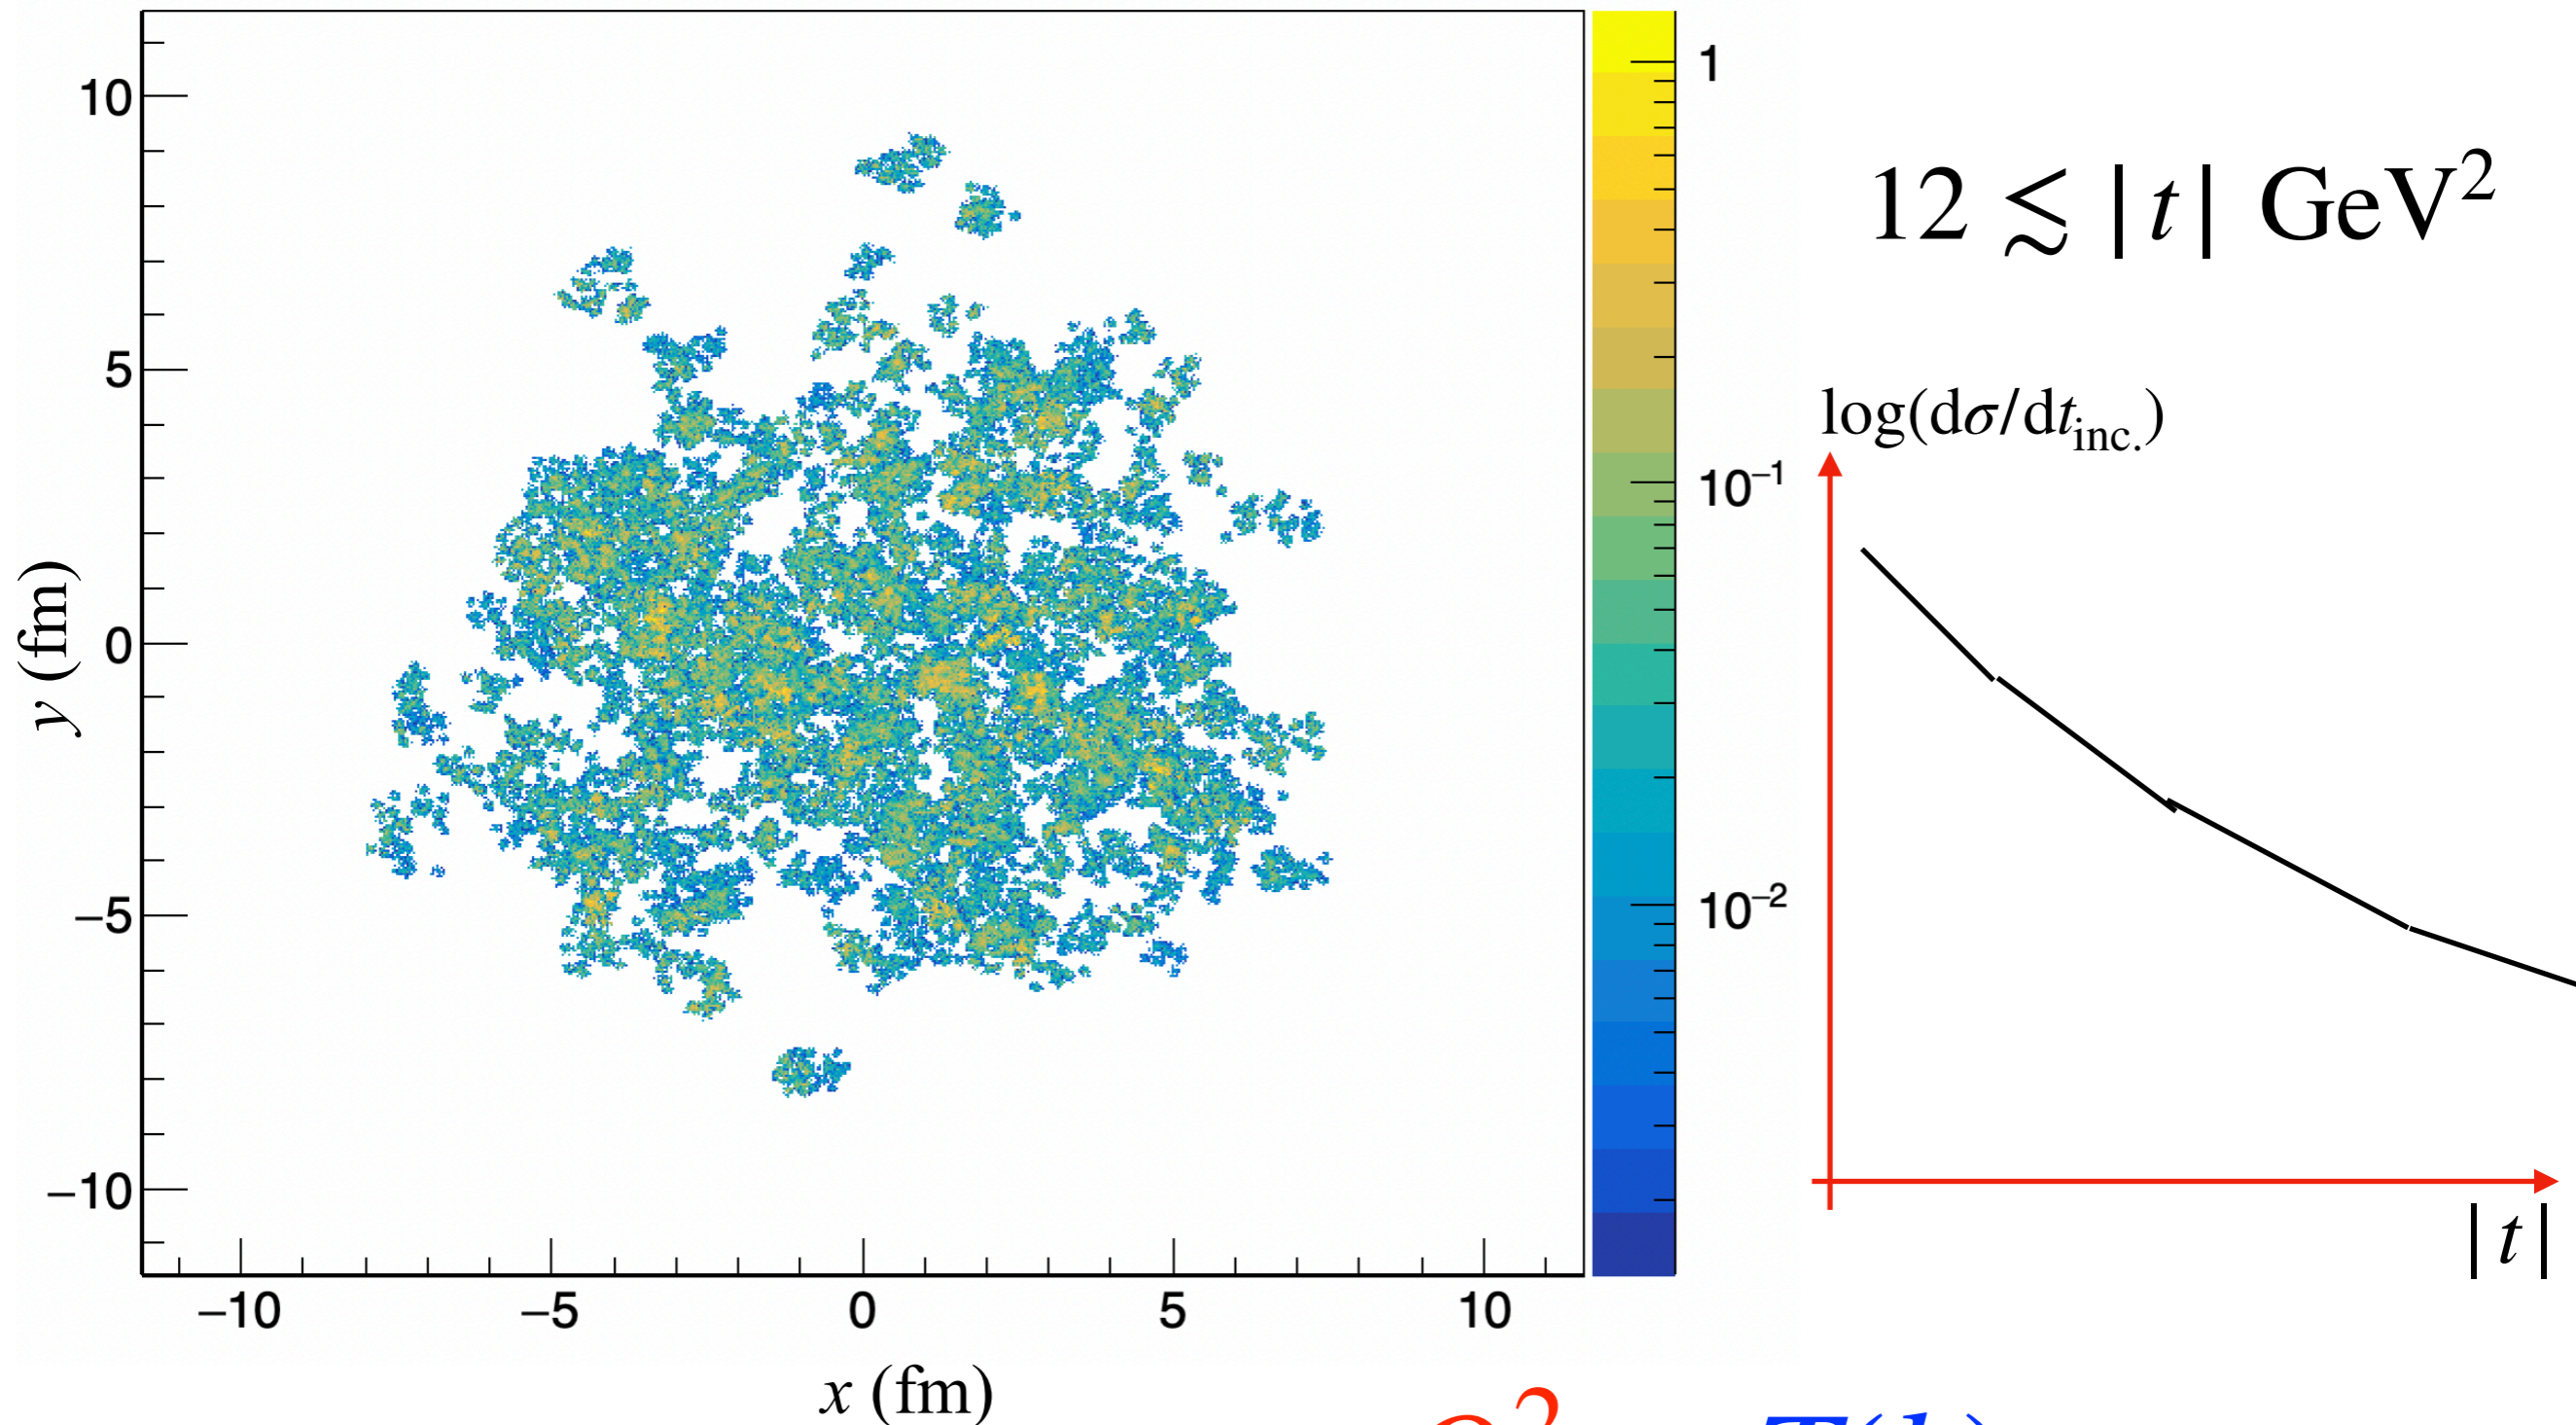 10
5
0
−5
−10
y (fm)
−10 −5 0 5 10
x (fm)
1
10⁻¹
10⁻²
12 ≲ |t| GeV²
log(dσ/dt_inc.)
|t|